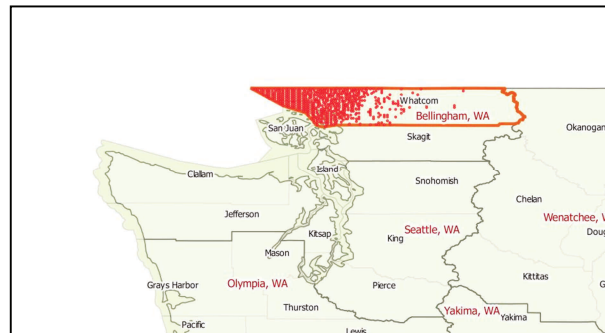 Whatcom
Bellingham, WA
San Juan
Skagit
Okanogan
Island
Clallam
Snohomish
Chelan
Jefferson
Kitsap
Seattle, WA
Wenatchee, W
King
Doug
Mason
Kittitas
Grays Harbor
Olympia, WA
Pierce
G
Thurston
Yakima, WA
Yakima
Pacific
Lewis